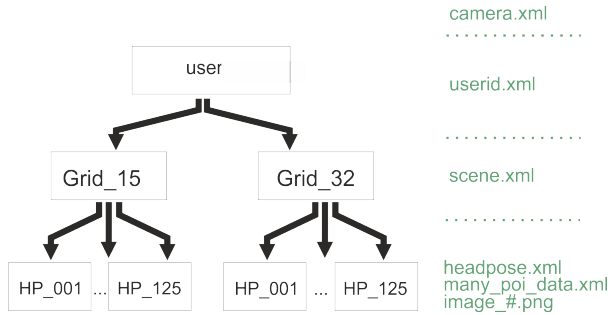 camera.xml
user
userid.xml
Grid_15
Grid_32
scene.xml
HP_001 ... HP_125
HP_001 ... HP_125
headpose.xml
many_poi_data.xml
image_#.png